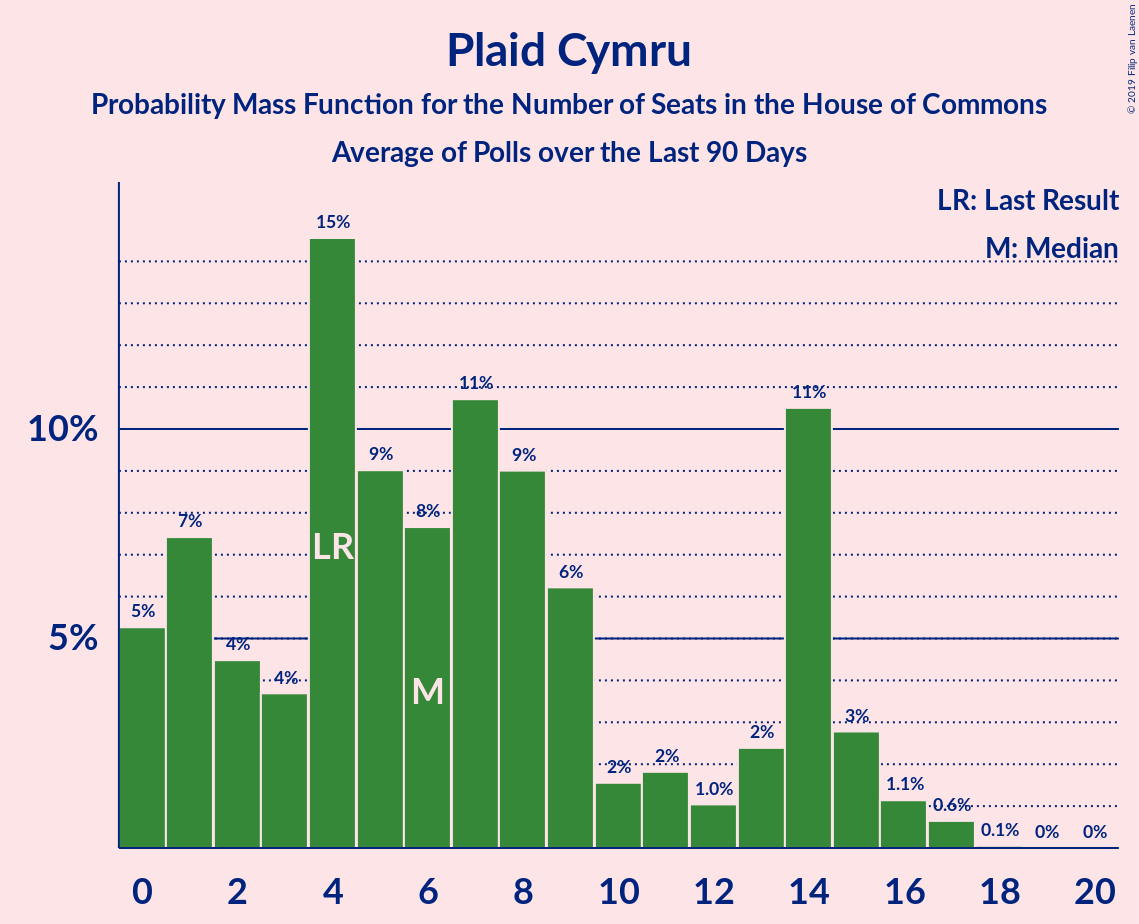 Plaid Cymru
Probability Mass Function for the Number of Seats in the House of Commons
Average of Polls over the Last 90 Days
© 2019 Filip van Laenen
LR: Last Result
M: Median
15%
11%
11%
10%
9%
9%
8%
7%
LR
6%
5%
5%
4%
4%
M
3%
2%
2%
2%
1.0%
1.1%
0.6%
0.1%
0%
0%
0 2 4 6 8 10 12 14 16 18 20